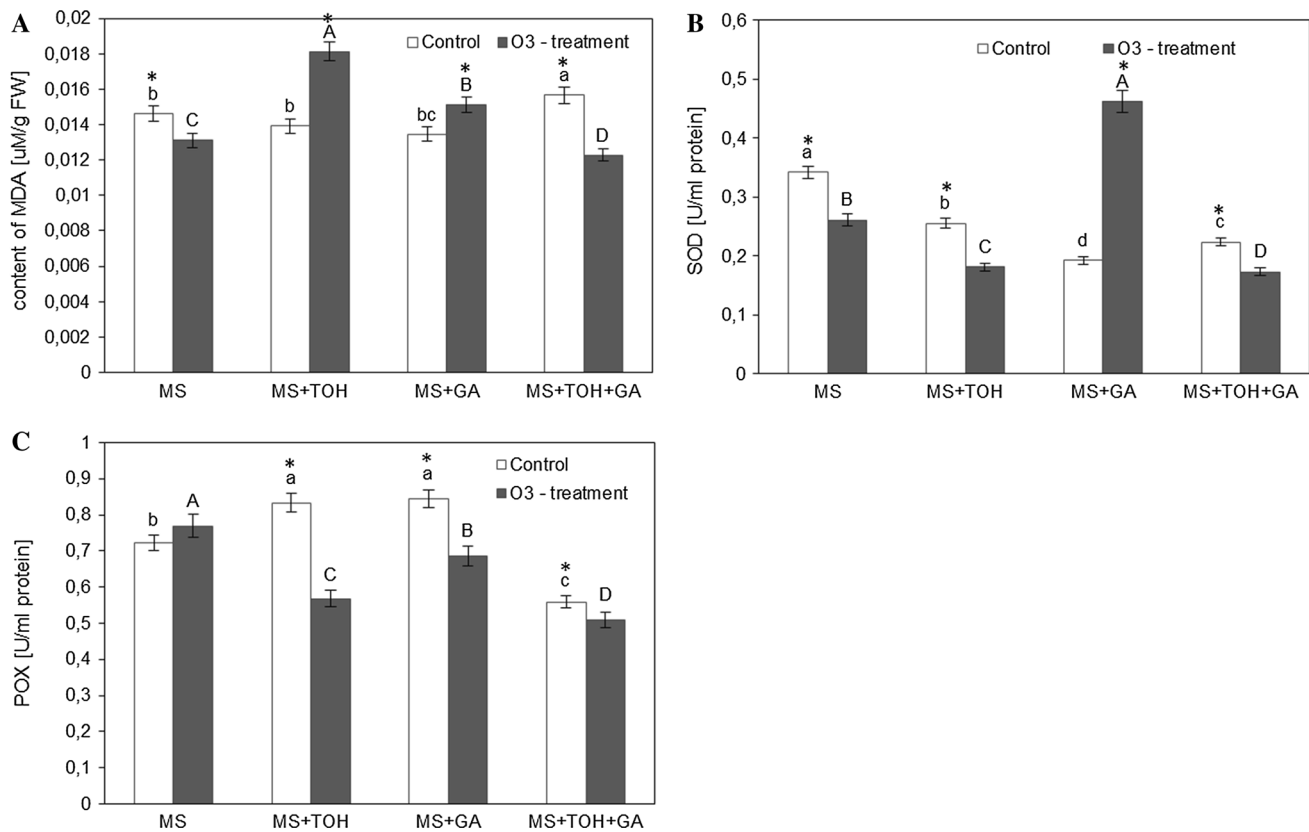 A
content of MDA [uM/g FW]
0,02
0,018
0,016
0,014
0,012
0,01
0,008
0,006
0,004
0,002
0
Control
O3 - treatment
*
b
C
b
*
A
bc
*
B
*
a
D
MS
MS+TOH
MS+GA
MS+TOH+GA
B
SOD [U/ml protein]
0,6
0,5
0,4
0,3
0,2
0,1
0
Control
O3 - treatment
*
a
B
*
b
C
d
*
A
*
c
D
MS
MS+TOH
MS+GA
MS+TOH+GA
C
POX [U/ml protein]
1
0,9
0,8
0,7
0,6
0,5
0,4
0,3
0,2
0,1
0
Control
O3 - treatment
b
A
*
a
C
*
a
B
*
c
D
MS
MS+TOH
MS+GA
MS+TOH+GA